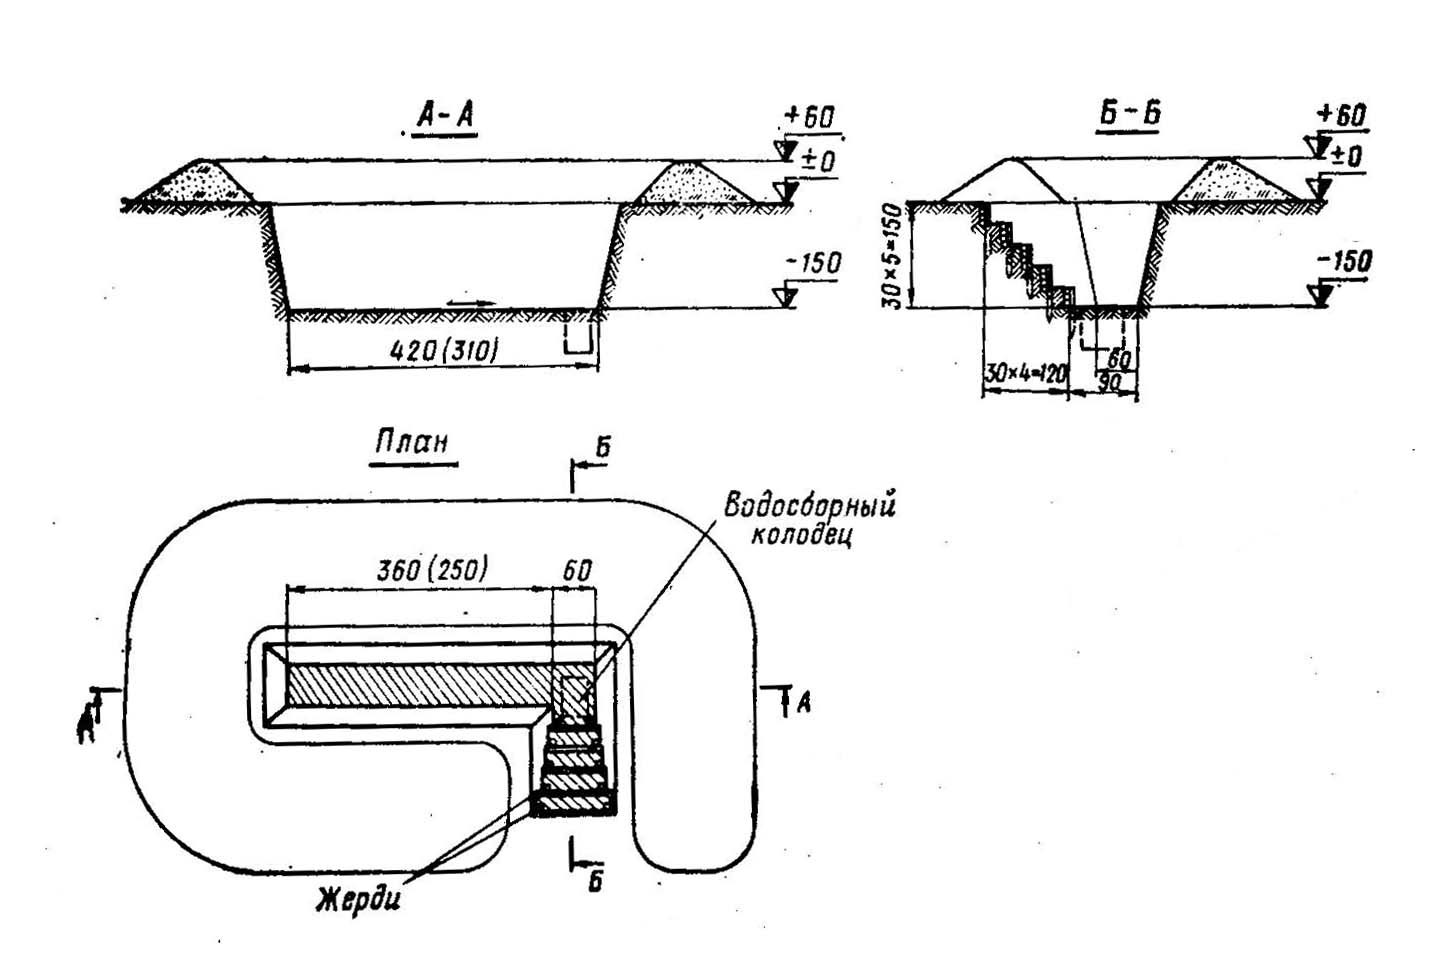 А-А
+60
±0
-150
420(310)
Б-Б
+60
±0
-150
30×5=150
30×4=120
60
90
План
Б
Водосборный
колодец
360(250)
60
А
А
Б
Жерди